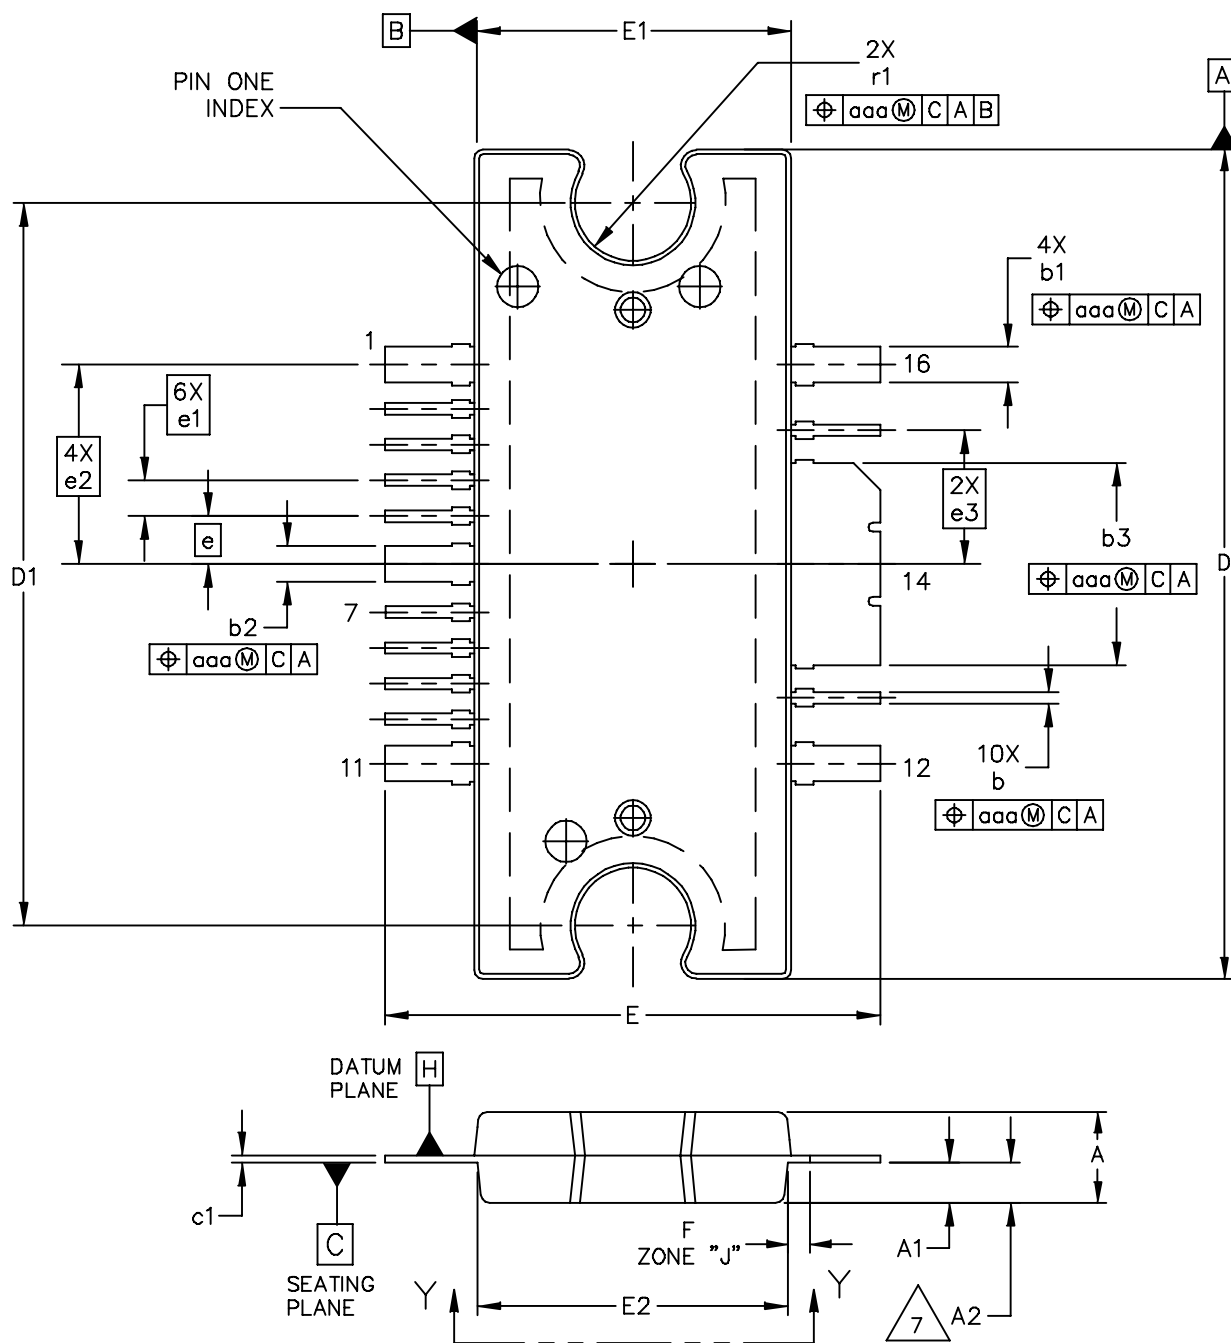 B
E1
2X
r1
⌖ aaa Ⓜ C A B
A
PIN ONE
INDEX
4X
b1
⌖ aaa Ⓜ C A
1
16
6X
e1
4X
e2
2X
e3
e
b3
⌖ aaa Ⓜ C A
D1
D
14
7
b2
⌖ aaa Ⓜ C A
11
12
10X
b
⌖ aaa Ⓜ C A
E
DATUM
PLANE
H
A
c1
C
SEATING
PLANE
F
ZONE "J"
A1
Y
Y
E2
7
A2